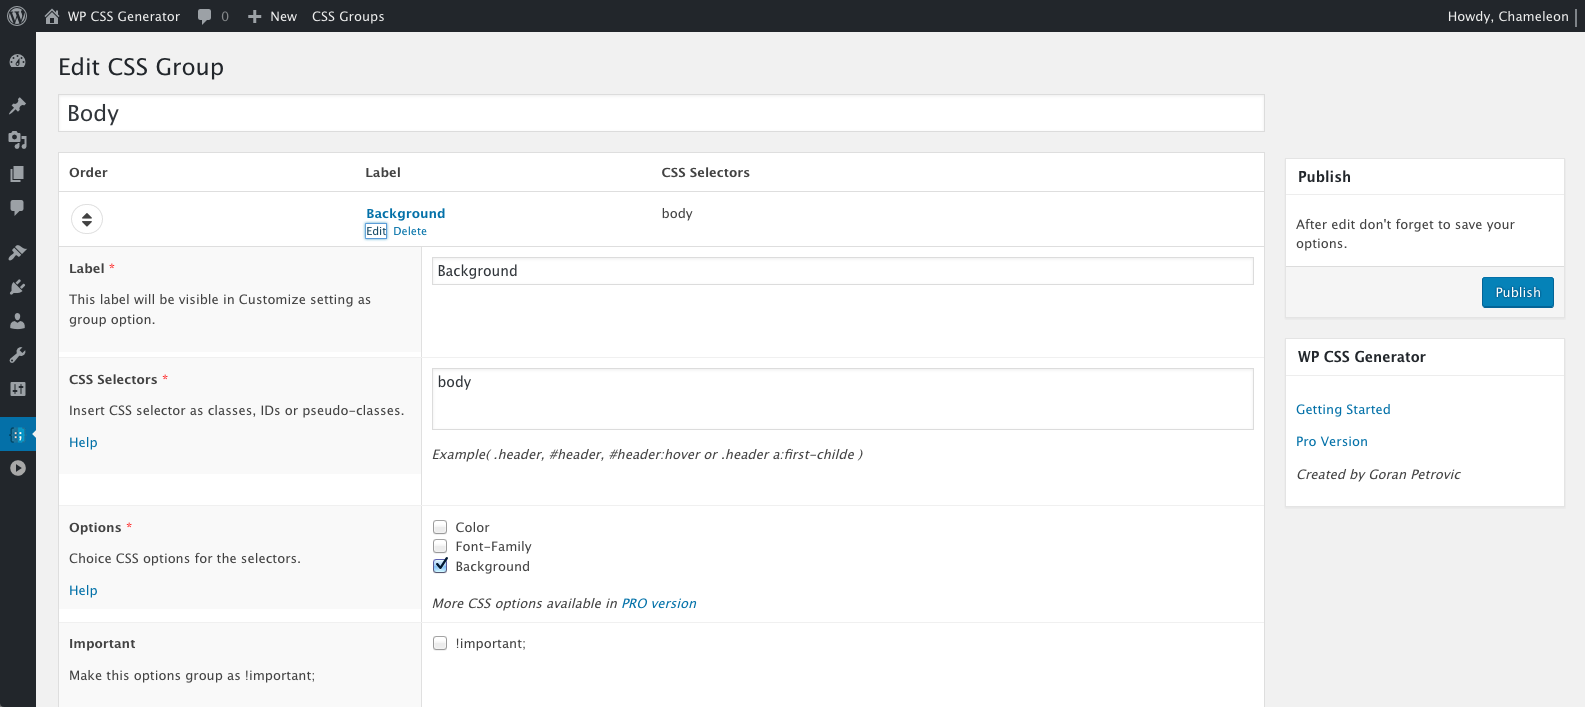 WP CSS Generator 0 New CSS Groups Howdy, Chameleon
Edit CSS Group
Body
Order Label CSS Selectors
Background body
Edit Delete
Label *
This label will be visible in Customize setting as
group option.
Background
CSS Selectors *
Insert CSS selector as classes, IDs or pseudo-classes.
Help
body
Example( .header, #header, #header:hover or .header a:first-childe )
Options *
Choice CSS options for the selectors.
Help
Color
Font-Family
Background
More CSS options available in PRO version
Important
Make this options group as !important;
!important;
Publish
After edit don't forget to save your
options.
Publish
WP CSS Generator
Getting Started
Pro Version
Created by Goran Petrovic